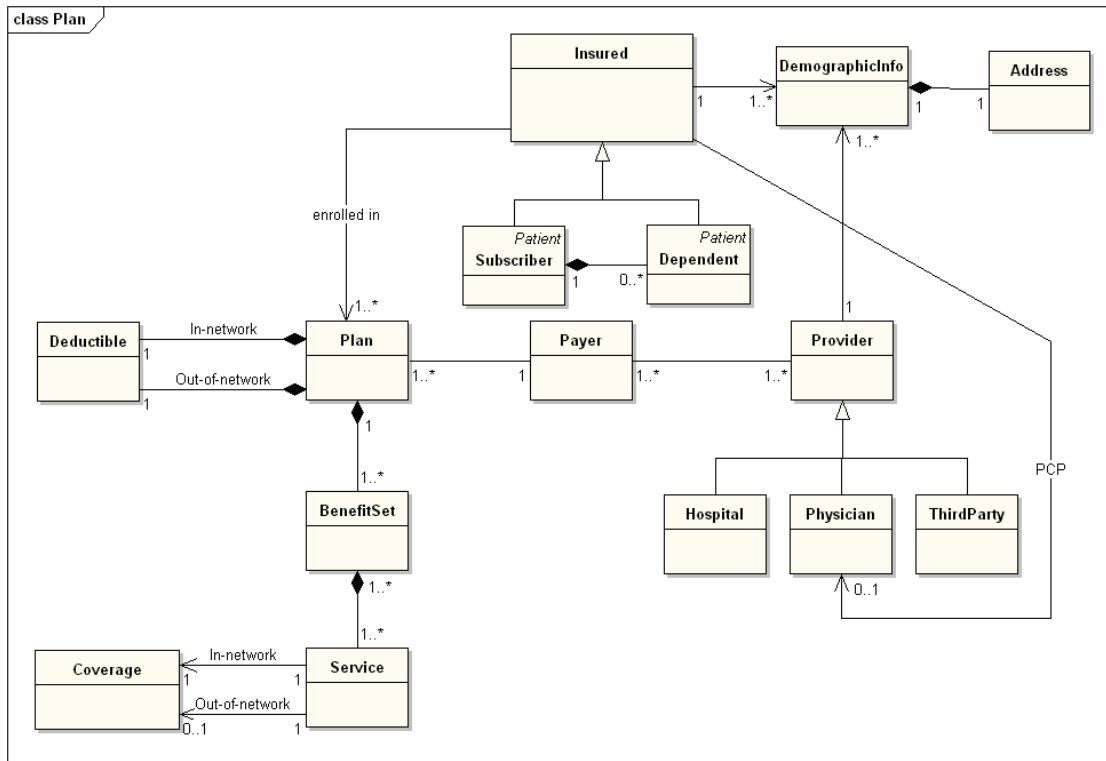 class Plan
Insured
DemographicInfo
Address
1
1..*
1
1
1..*
enrolled in
Patient
Subscriber
Patient
Dependent
1
0..*
1..*
1
Deductible
In-network
1
Out-of-network
1
Plan
Payer
Provider
1..*
1
1..*
1..*
1
PCP
1..*
BenefitSet
Hospital
Physician
ThirdParty
1..*
0..1
1..*
Coverage
In-network
1
1
Out-of-network
0..1
1
Service